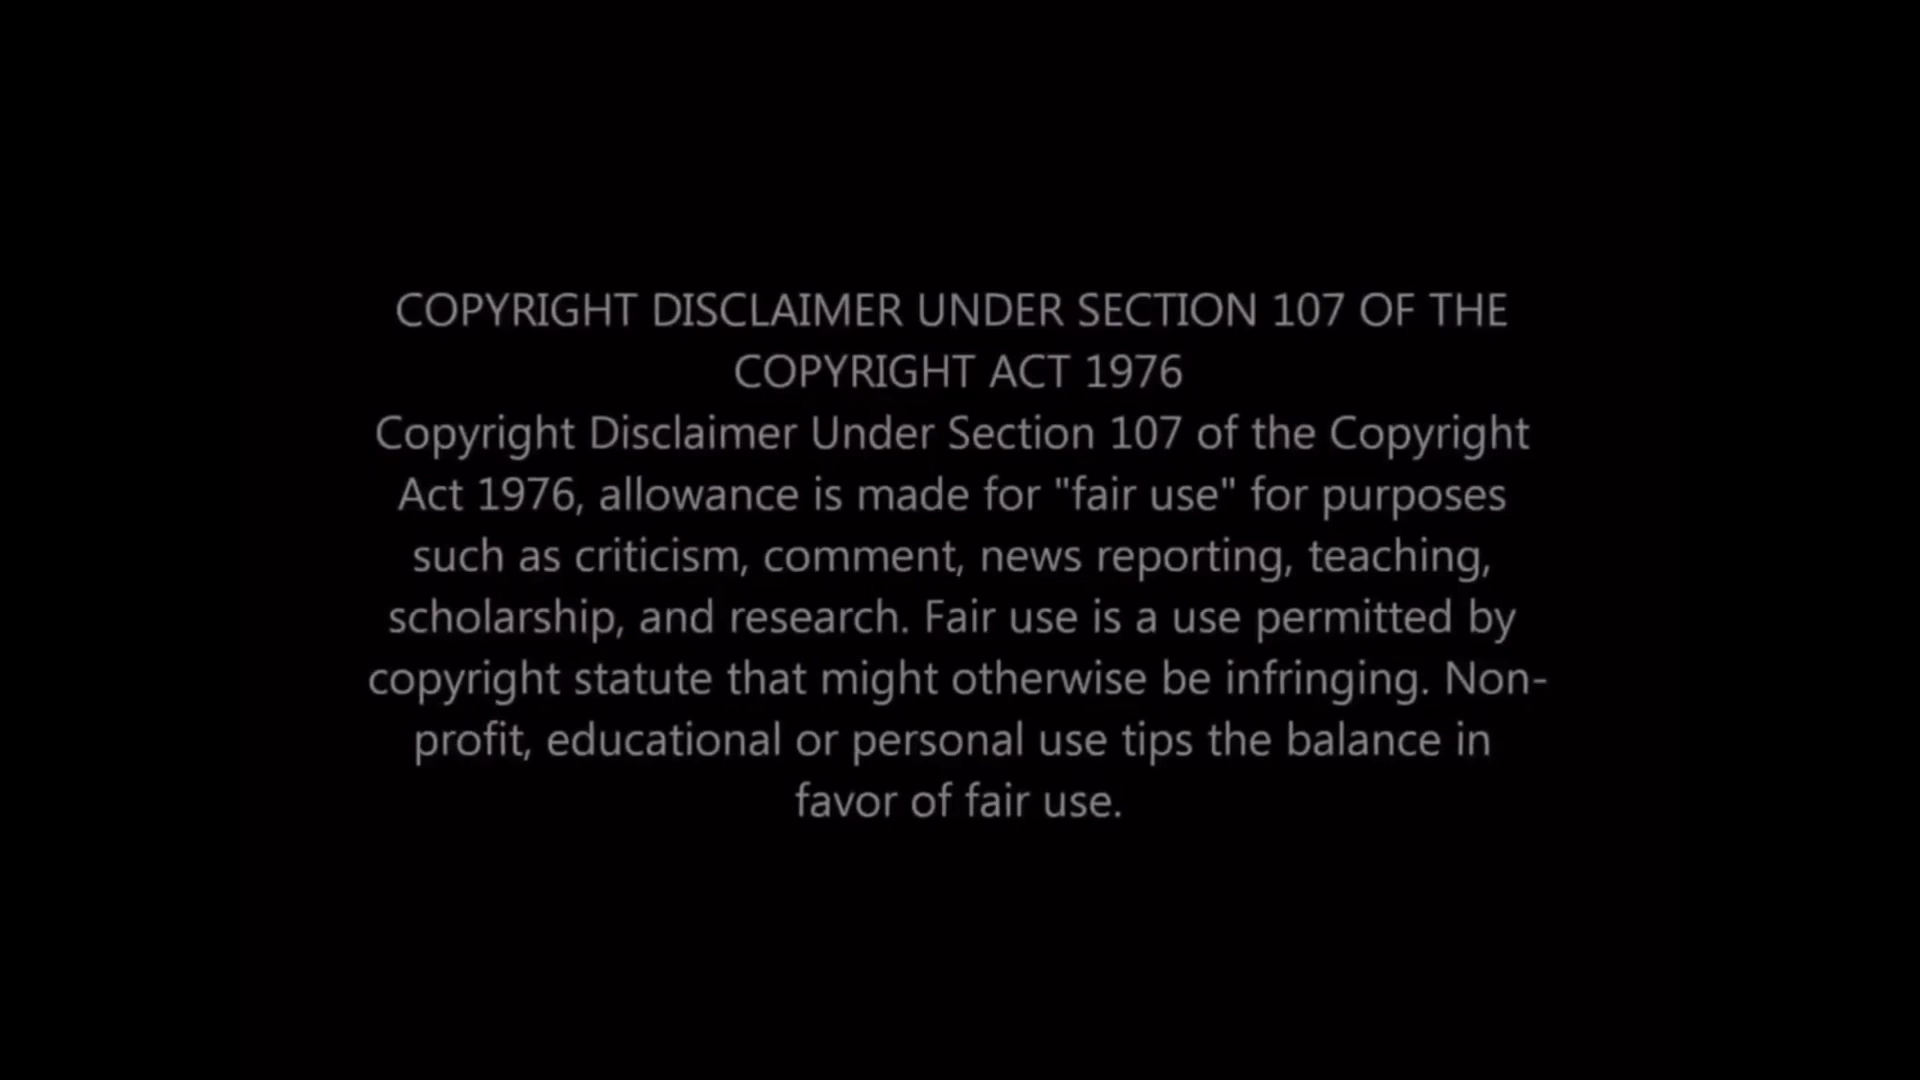 COPYRIGHT DISCLAIMER UNDER SECTION 107 OF THE
COPYRIGHT ACT 1976
Copyright Disclaimer Under Section 107 of the Copyright
Act 1976, allowance is made for "fair use" for purposes
such as criticism, comment, news reporting, teaching,
scholarship, and research. Fair use is a use permitted by
copyright statute that might otherwise be infringing. Non-
profit, educational or personal use tips the balance in
favor of fair use.